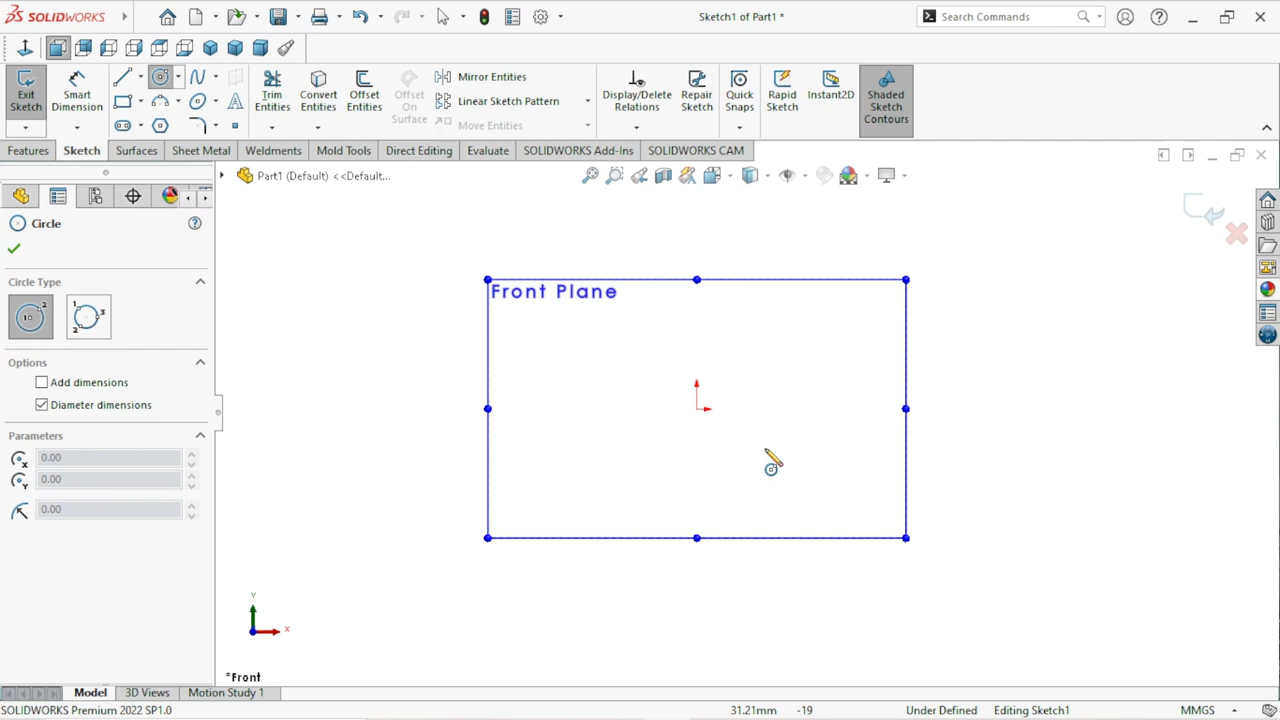 SOLIDWORKS
Sketch1 of Part1 *
Search Commands
Exit Sketch
Smart Dimension
Trim Entities
Convert Entities
Offset Entities
Offset On Surface
Mirror Entities
Linear Sketch Pattern
Move Entities
Display/Delete Relations
Repair Sketch
Quick Snaps
Rapid Sketch
Instant2D
Shaded Sketch Contours
Features
Sketch
Surfaces
Sheet Metal
Weldments
Mold Tools
Direct Editing
Evaluate
SOLIDWORKS Add-Ins
SOLIDWORKS CAM
Part1 (Default) <<Default...
Circle
Circle Type
Options
Add dimensions
Diameter dimensions
Parameters
0.00
0.00
0.00
Front Plane
Y
X
*Front
Model
3D Views
Motion Study 1
SOLIDWORKS Premium 2022 SP1.0
31.21mm
-19
Under Defined
Editing Sketch1
MMGS